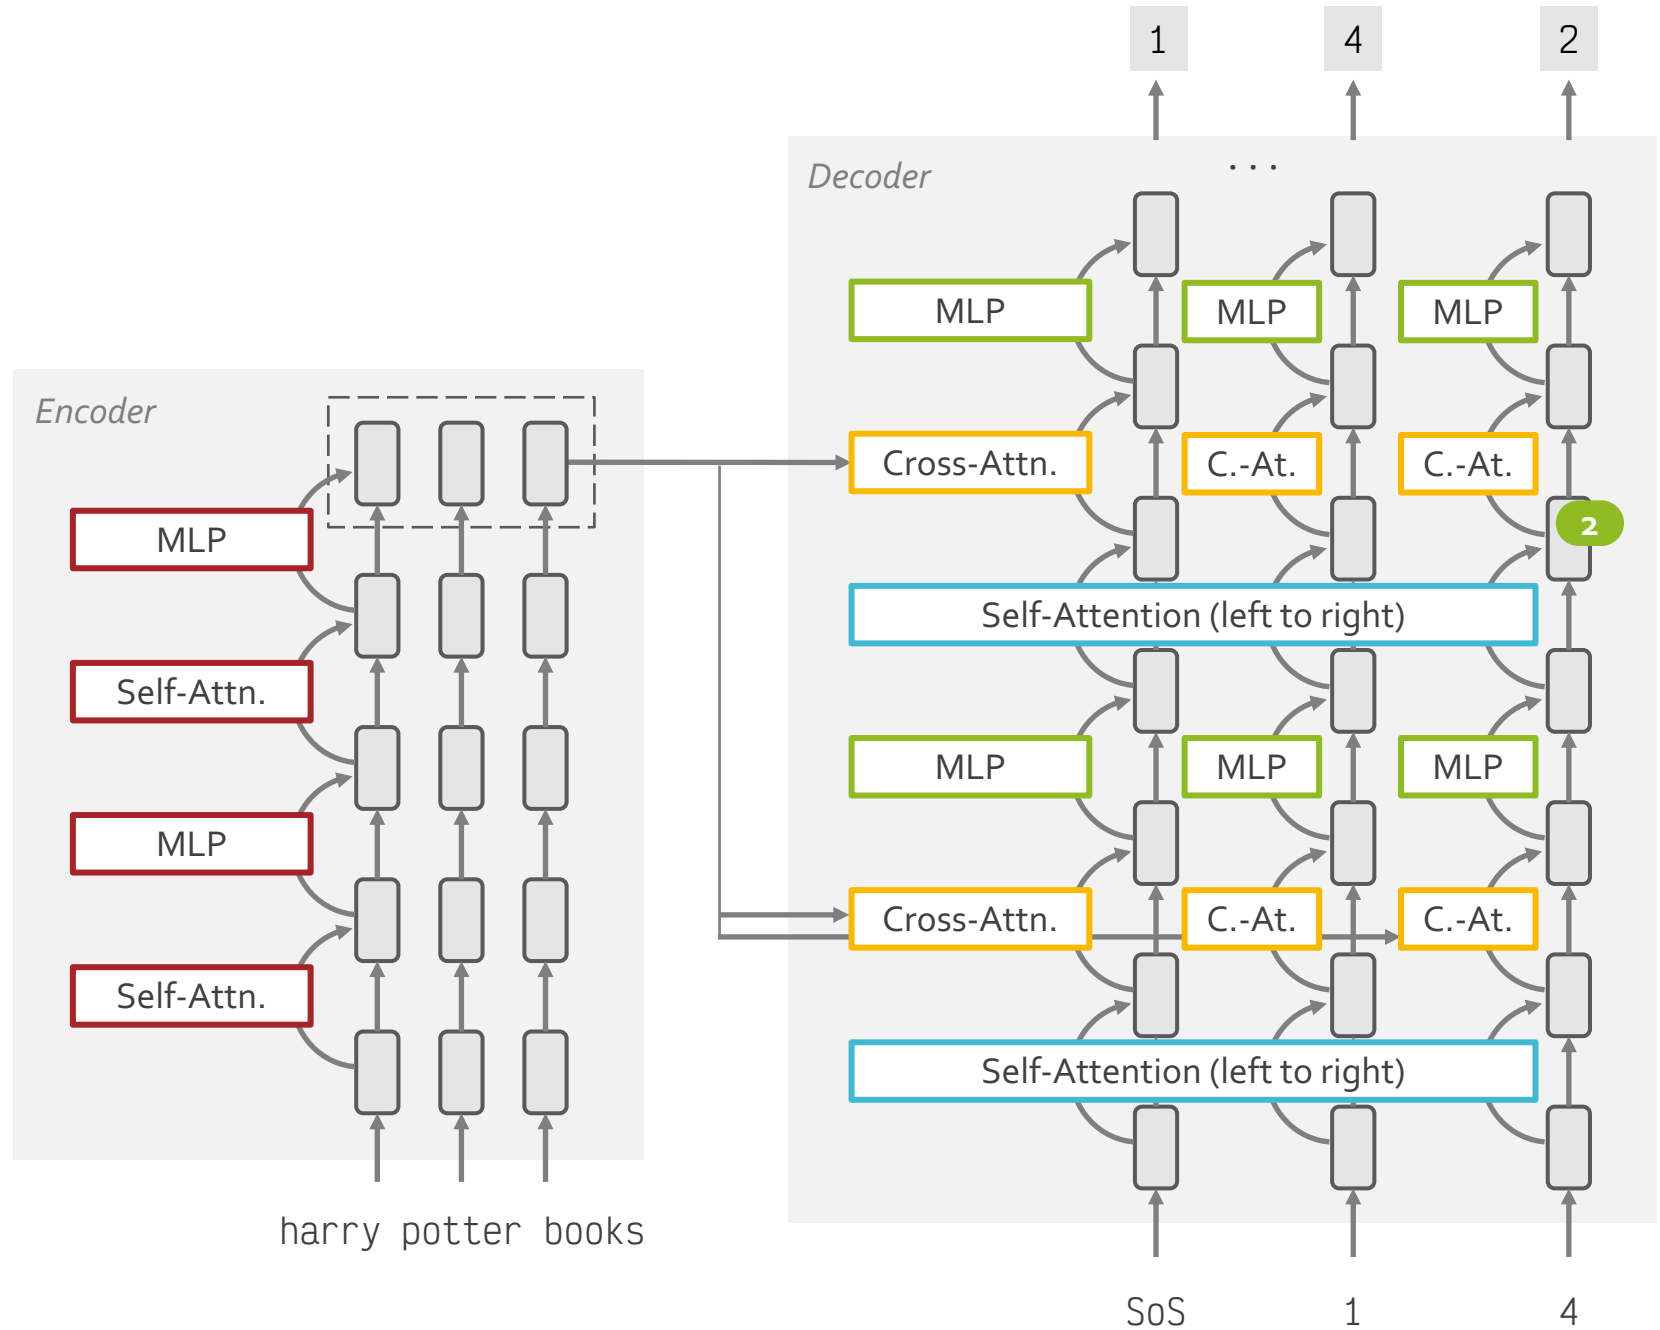 1 4 2
Decoder
. . .
MLP MLP MLP
Encoder
Cross-Attn. C.-At. C.-At.
2
MLP
Self-Attention (left to right)
Self-Attn.
MLP MLP MLP
MLP
Cross-Attn. C.-At. C.-At.
Self-Attn.
Self-Attention (left to right)
harry potter books
SoS 1 4